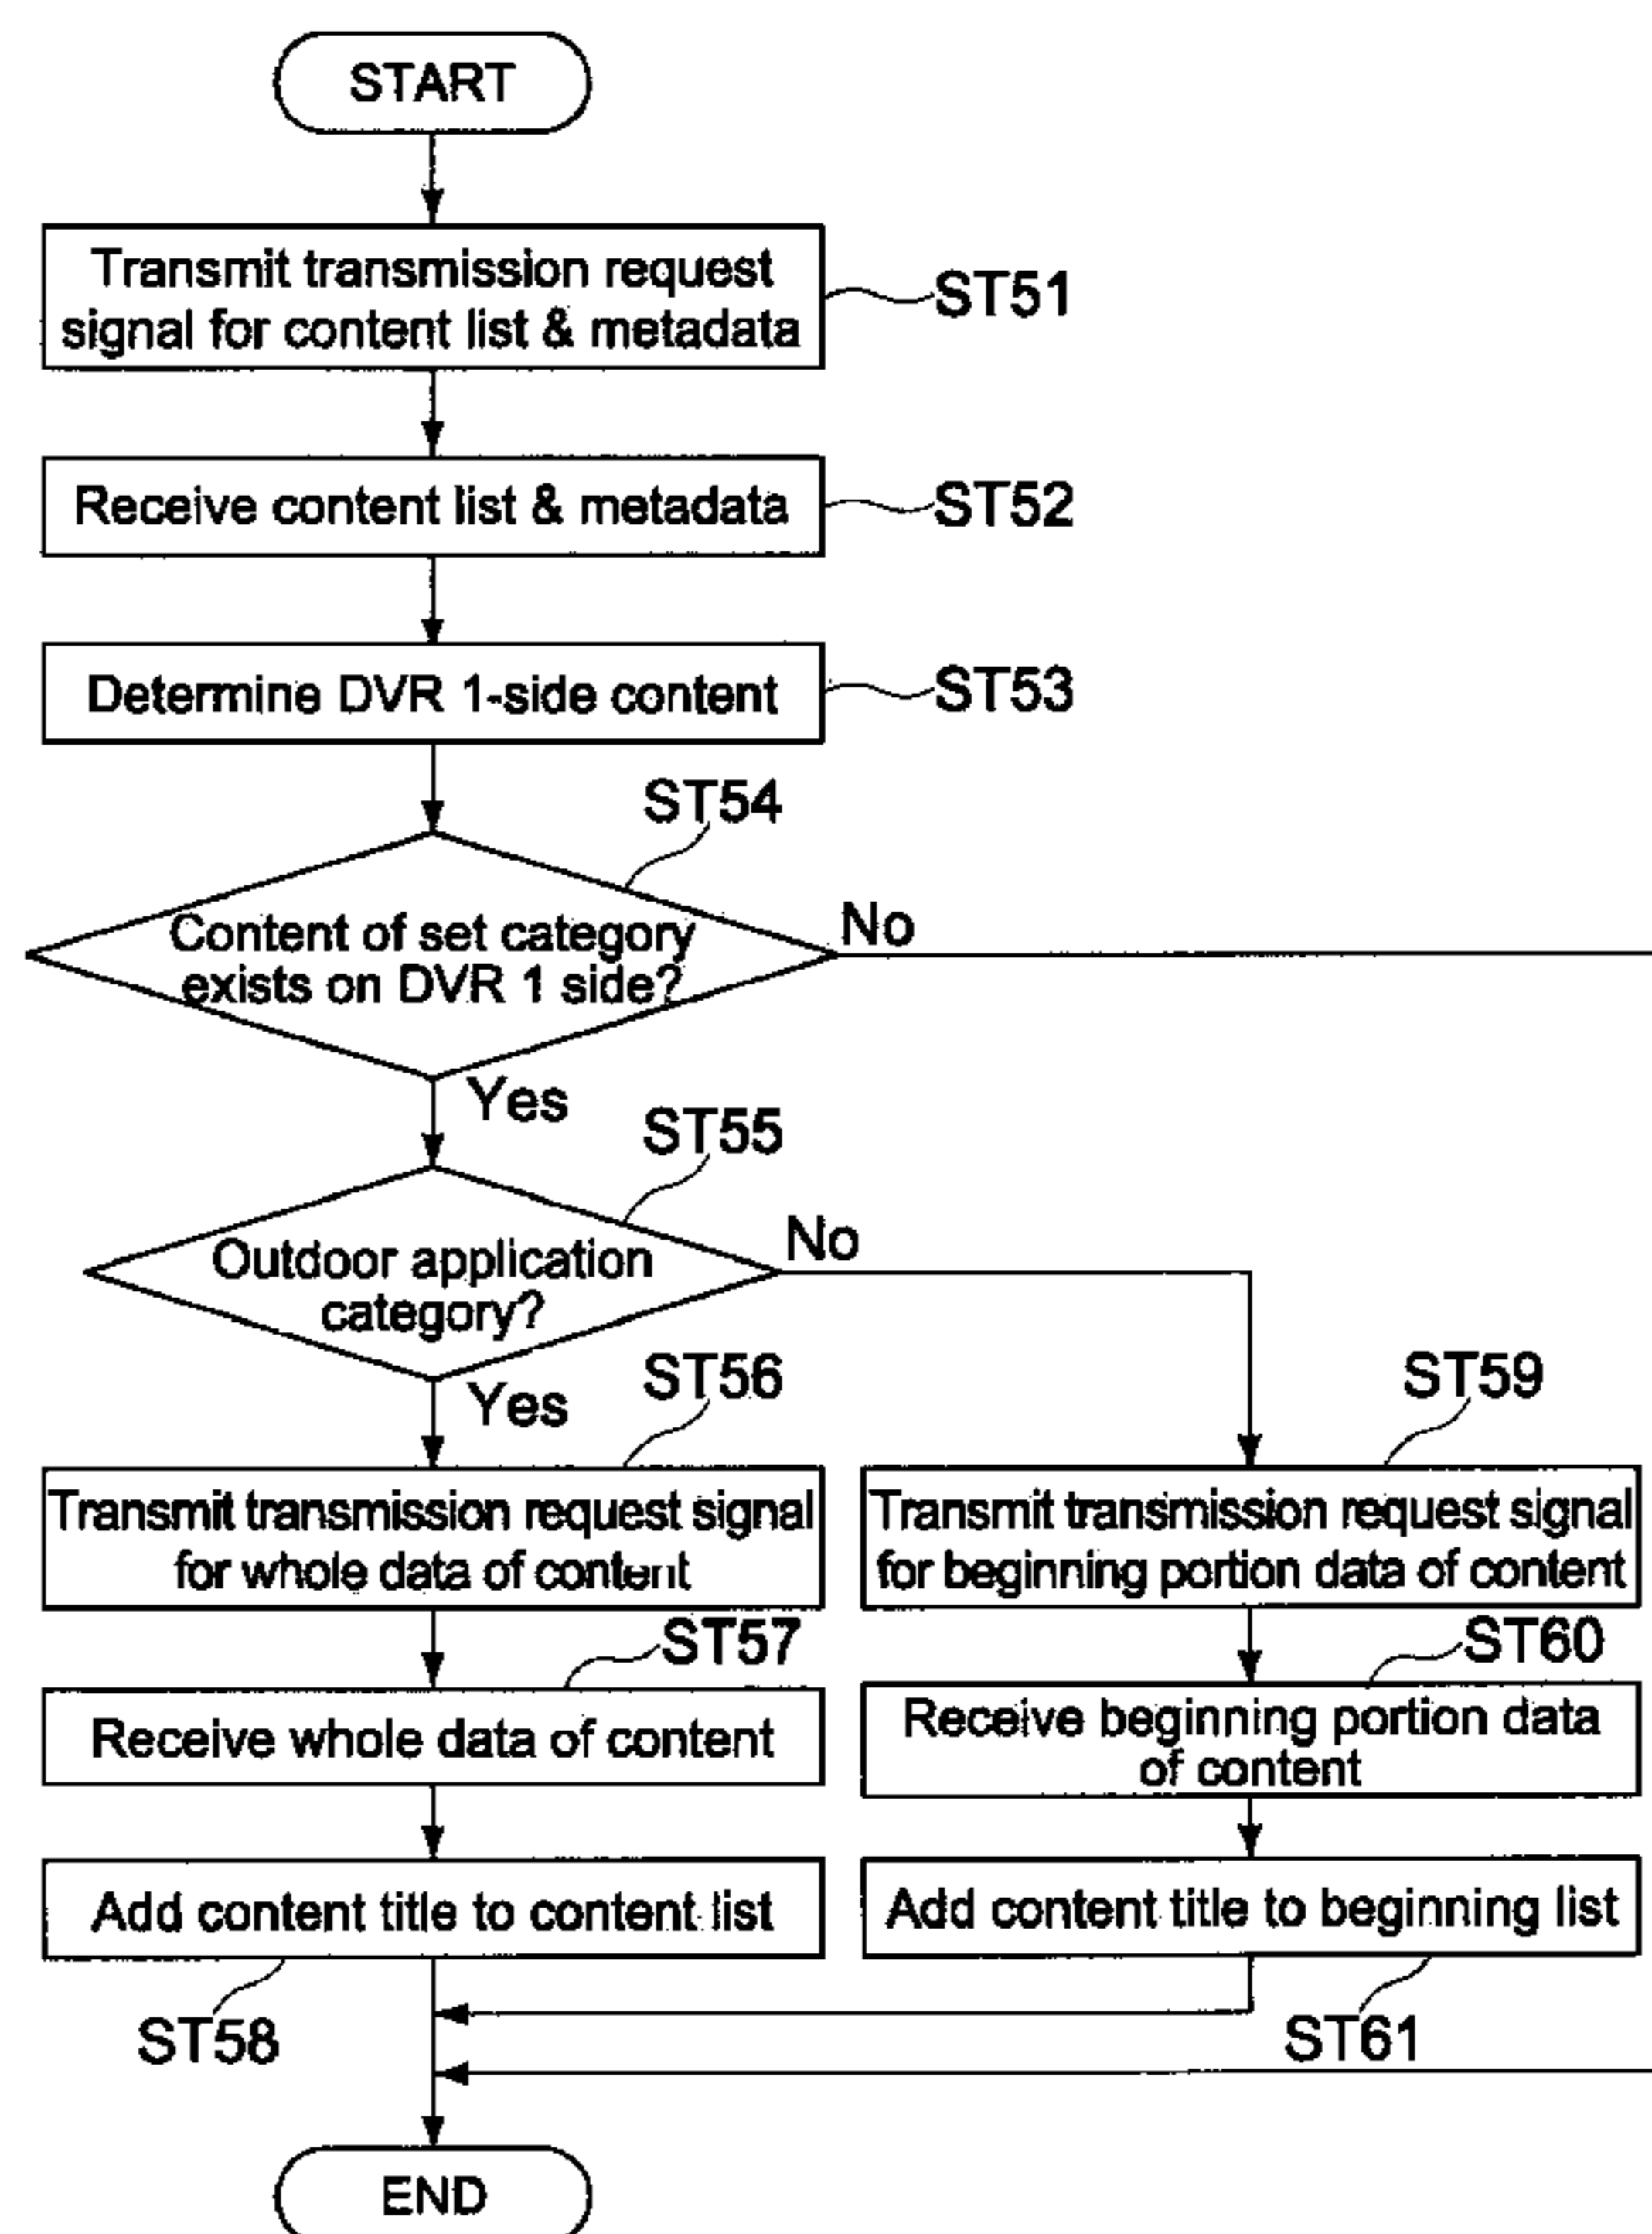 START
Transmit transmission request
signal for content list & metadata
ST51
Receive content list & metadata
ST52
Determine DVR 1-side content
ST53
ST54
Content of set category
exists on DVR 1 side?
No
Yes
ST55
Outdoor application
category?
No
Yes
ST56
Transmit transmission request signal
for whole data of content
ST59
Transmit transmission request signal
for beginning portion data of content
ST57
Receive whole data of content
ST60
Receive beginning portion data
of content
Add content title to content list
ST58
Add content title to beginning list
ST61
END